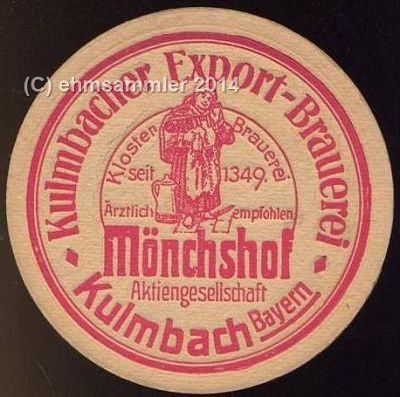 (C) ehmsammler 2014
Kulmbacher Export-Brauerei
Kloster Brauerei
seit 1349.
Ärztlich empfohlen
Mönchshof
Aktiengesellschaft
Kulmbach Bayern